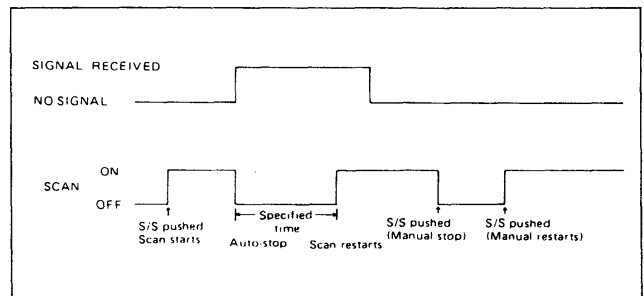 SIGNAL RECEIVED
NO SIGNAL
SCAN
ON
OFF
S/S pushed
Scan starts
Specified
time
Auto-stop
Scan restarts
S/S pushed
(Manual stop)
S/S pushed
(Manual restarts)